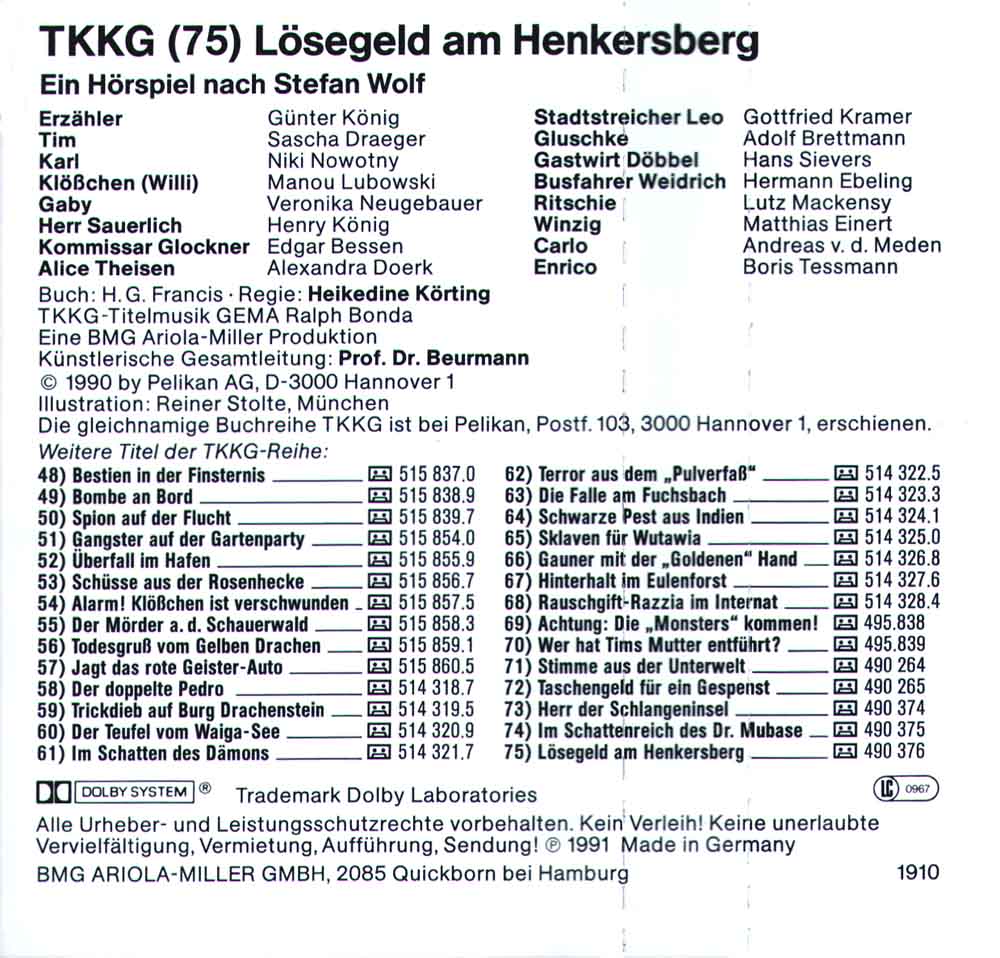 TKKG (75) Lösegeld am Henkersberg
Ein Hörspiel nach Stefan Wolf
Erzähler Günter König
Tim Sascha Draeger
Karl Niki Nowotny
Klößchen (Willi) Manou Lubowski
Gaby Veronika Neugebauer
Herr Sauerlich Henry König
Kommissar Glockner Edgar Bessen
Alice Theisen Alexandra Doerk
Stadtstreicher Leo Gottfried Kramer
Gluschke Adolf Brettmann
Gastwirt Döbbel Hans Sievers
Busfahrer Weidrich Hermann Ebeling
Ritschie Lutz Mackensy
Winzig Matthias Einert
Carlo Andreas v. d. Meden
Enrico Boris Tessmann
Buch: H. G. Francis · Regie: Heikedine Körting
TKKG-Titelmusik GEMA Ralph Bonda
Eine BMG Ariola-Miller Produktion
Künstlerische Gesamtleitung: Prof. Dr. Beurmann
© 1990 by Pelikan AG, D-3000 Hannover 1
Illustration: Reiner Stolte, München
Die gleichnamige Buchreihe TKKG ist bei Pelikan, Postf. 103, 3000 Hannover 1, erschienen.
Weitere Titel der TKKG-Reihe:
48) Bestien in der Finsternis 515 837.0
49) Bombe an Bord 515 838.9
50) Spion auf der Flucht 515 839.7
51) Gangster auf der Gartenparty 515 854.0
52) Überfall im Hafen 515 855.9
53) Schüsse aus der Rosenhecke 515 856.7
54) Alarm! Klößchen ist verschwunden 515 857.5
55) Der Mörder a. d. Schauerwald 515 858.3
56) Todesgruß vom Gelben Drachen 515 859.1
57) Jagt das rote Geister-Auto 515 860.5
58) Der doppelte Pedro 514 318.7
59) Trickdieb auf Burg Drachenstein 514 319.5
60) Der Teufel vom Waiga-See 514 320.9
61) Im Schatten des Dämons 514 321.7
62) Terror aus dem „Pulverfaß" 514 322.5
63) Die Falle am Fuchsbach 514 323.3
64) Schwarze Pest aus Indien 514 324.1
65) Sklaven für Wutawia 514 325.0
66) Gauner mit der „Goldenen" Hand 514 326.8
67) Hinterhalt im Eulenforst 514 327.6
68) Rauschgift-Razzia im Internat 514 328.4
69) Achtung: Die „Monsters" kommen! 495.838
70) Wer hat Tims Mutter entführt? 495.839
71) Stimme aus der Unterwelt 490 264
72) Taschengeld für ein Gespenst 490 265
73) Herr der Schlangeninsel 490 374
74) Im Schattenreich des Dr. Mubase 490 375
75) Lösegeld am Henkersberg 490 376
DOLBY SYSTEM ® Trademark Dolby Laboratories
LC 0967
Alle Urheber- und Leistungsschutzrechte vorbehalten. Kein Verleih! Keine unerlaubte
Vervielfältigung, Vermietung, Aufführung, Sendung! ℗ 1991 Made in Germany
BMG ARIOLA-MILLER GMBH, 2085 Quickborn bei Hamburg 1910